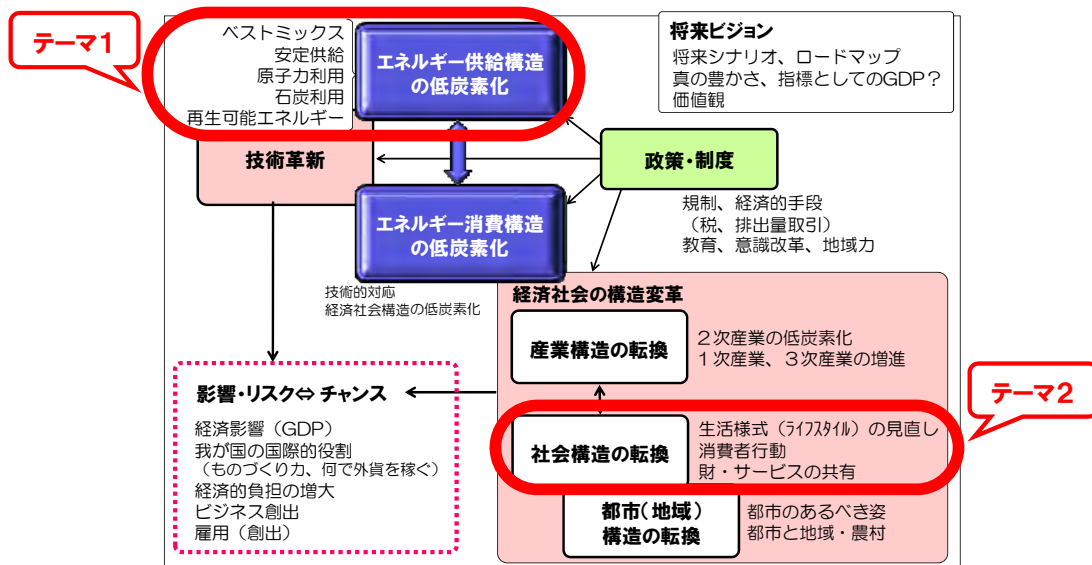 テーマ1
ベストミックス
安定供給
原子力利用
石炭利用
再生可能エネルギー
エネルギー供給構造
の低炭素化
将来ビジョン
将来シナリオ、ロードマップ
真の豊かさ、指標としてのGDP?
価値観
技術革新
政策・制度
規制、経済的手段
(税、排出量取引)
教育、意識改革、地域力
エネルギー消費構造
の低炭素化
技術的対応
経済社会構造の低炭素化
経済社会の構造変革
産業構造の転換
2次産業の低炭素化
1次産業、3次産業の増進
テーマ2
社会構造の転換
生活様式(ライフスタイル)の見直し
消費者行動
財・サービスの共有
都市(地域)
構造の転換
都市のあるべき姿
都市と地域・農村
影響・リスク⇔チャンス
経済影響(GDP)
我が国の国際的役割
(ものづくり力、何で外貨を稼ぐ)
経済的負担の増大
ビジネス創出
雇用(創出)